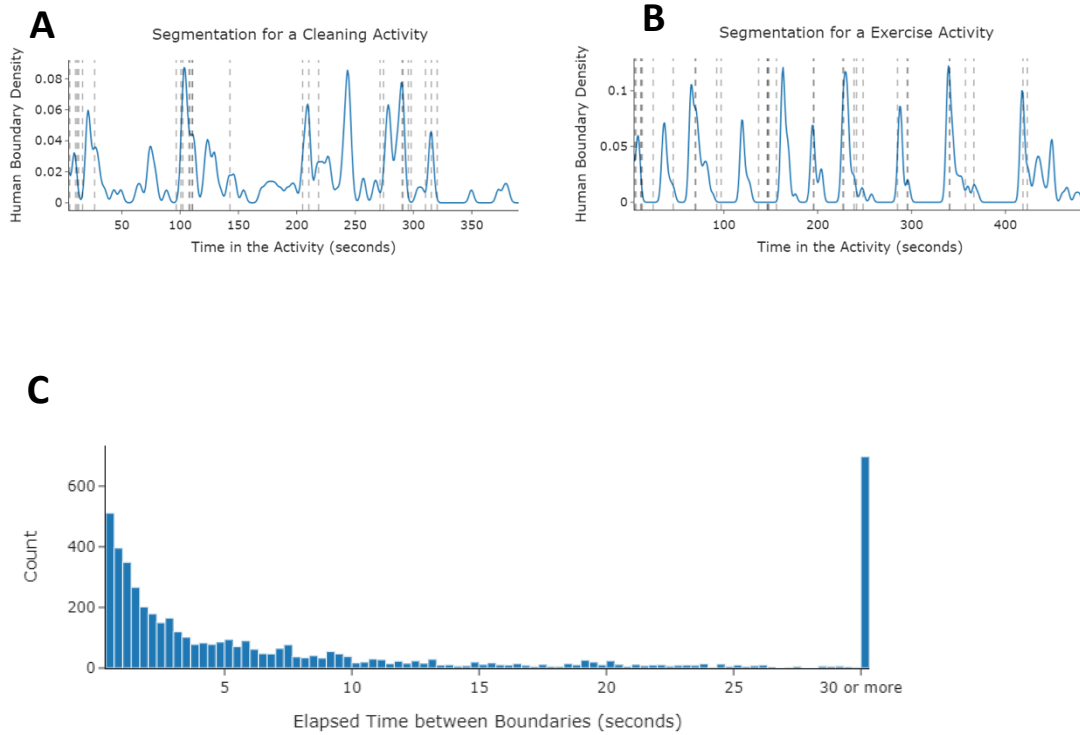 A
Segmentation for a Cleaning Activity
Human Boundary Density
0.08
0.06
0.04
0.02
0
50
100
150
200
250
300
350
Time in the Activity (seconds)
B
Segmentation for a Exercise Activity
Human Boundary Density
0.1
0.05
0
100
200
300
400
Time in the Activity (seconds)
C
Count
600
400
200
0
5
10
15
20
25
30 or more
Elapsed Time between Boundaries (seconds)